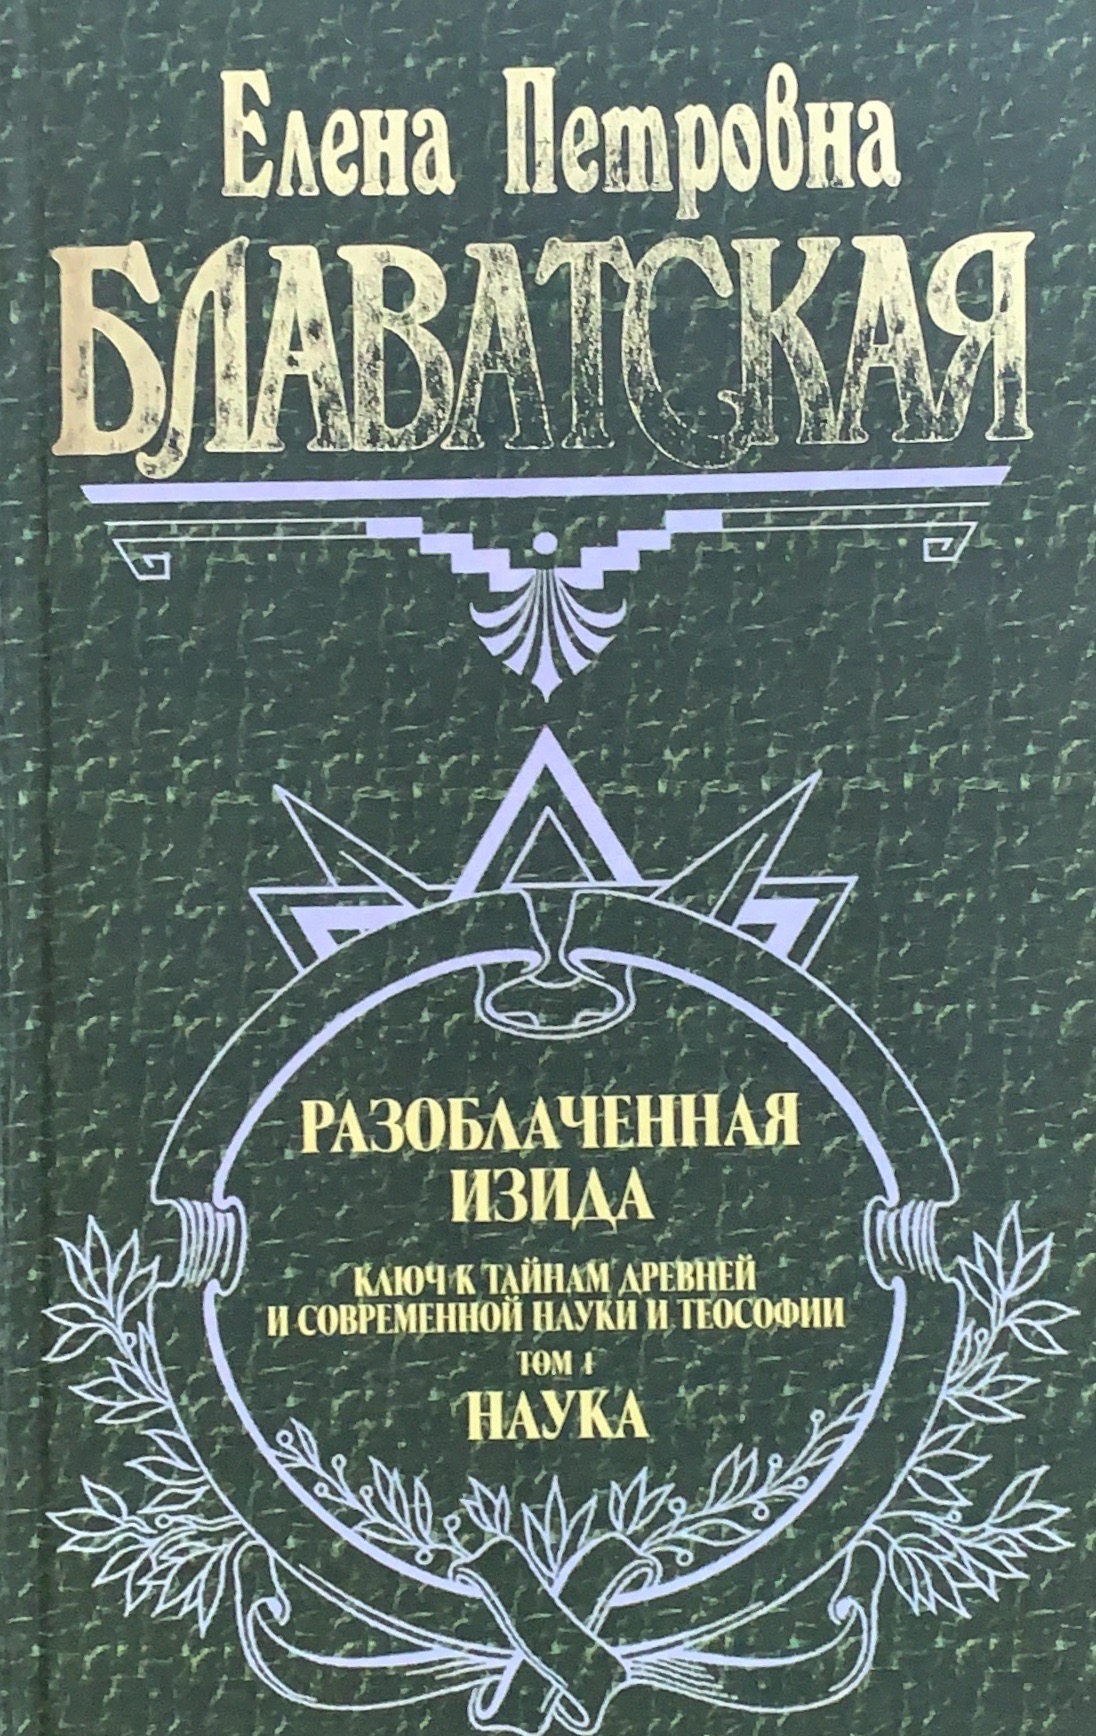 Елена Петровна
БЛАВАТСКАЯ
РАЗОБЛАЧЕННАЯ
ИЗИДА
КЛЮЧ К ТАЙНАМ ДРЕВНЕЙ
И СОВРЕМЕННОЙ НАУКИ И ТЕОСОФИИ
ТОМ 1
НАУКА